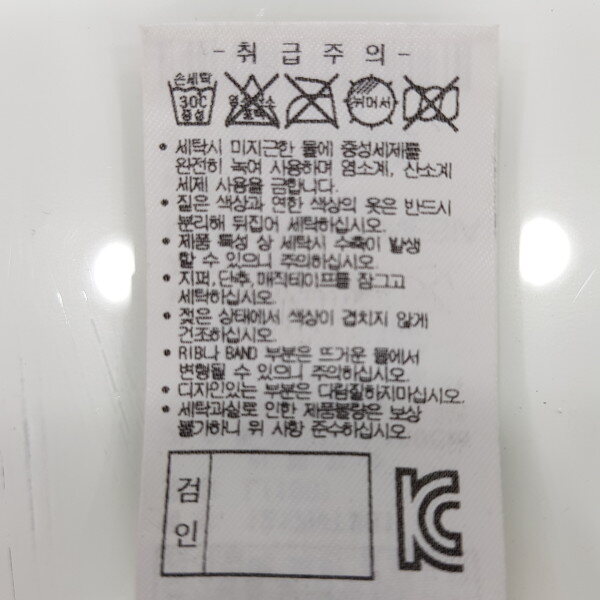 - 취 급 주 의 -
손세탁
30C
중성
염소산소
표백
뉘어서
• 세탁시 미지근한 물에 중성세제를
완전히 녹여 사용하며 염소계, 산소계
세제 사용을 금합니다.
• 짙은 색상과 연한 색상의 옷은 반드시
분리해 뒤집어 세탁하십시오.
• 제품 특성 상 세탁시 수축이 발생
할 수 있으니 주의하십시오.
• 지퍼, 단추, 매직테이프를 잠그고
세탁하십시오.
• 젖은 상태에서 색상이 겹치지 않게
건조하십시오.
• RIB나 BAND 부분은 뜨거운 물에서
변형될 수 있으니 주의하십시오.
• 디자인있는 부분은 다림질하지마십시오.
• 세탁과실로 인한 제품불량은 보상
불가하니 위 사항 준수하십시오.
검
인
KC